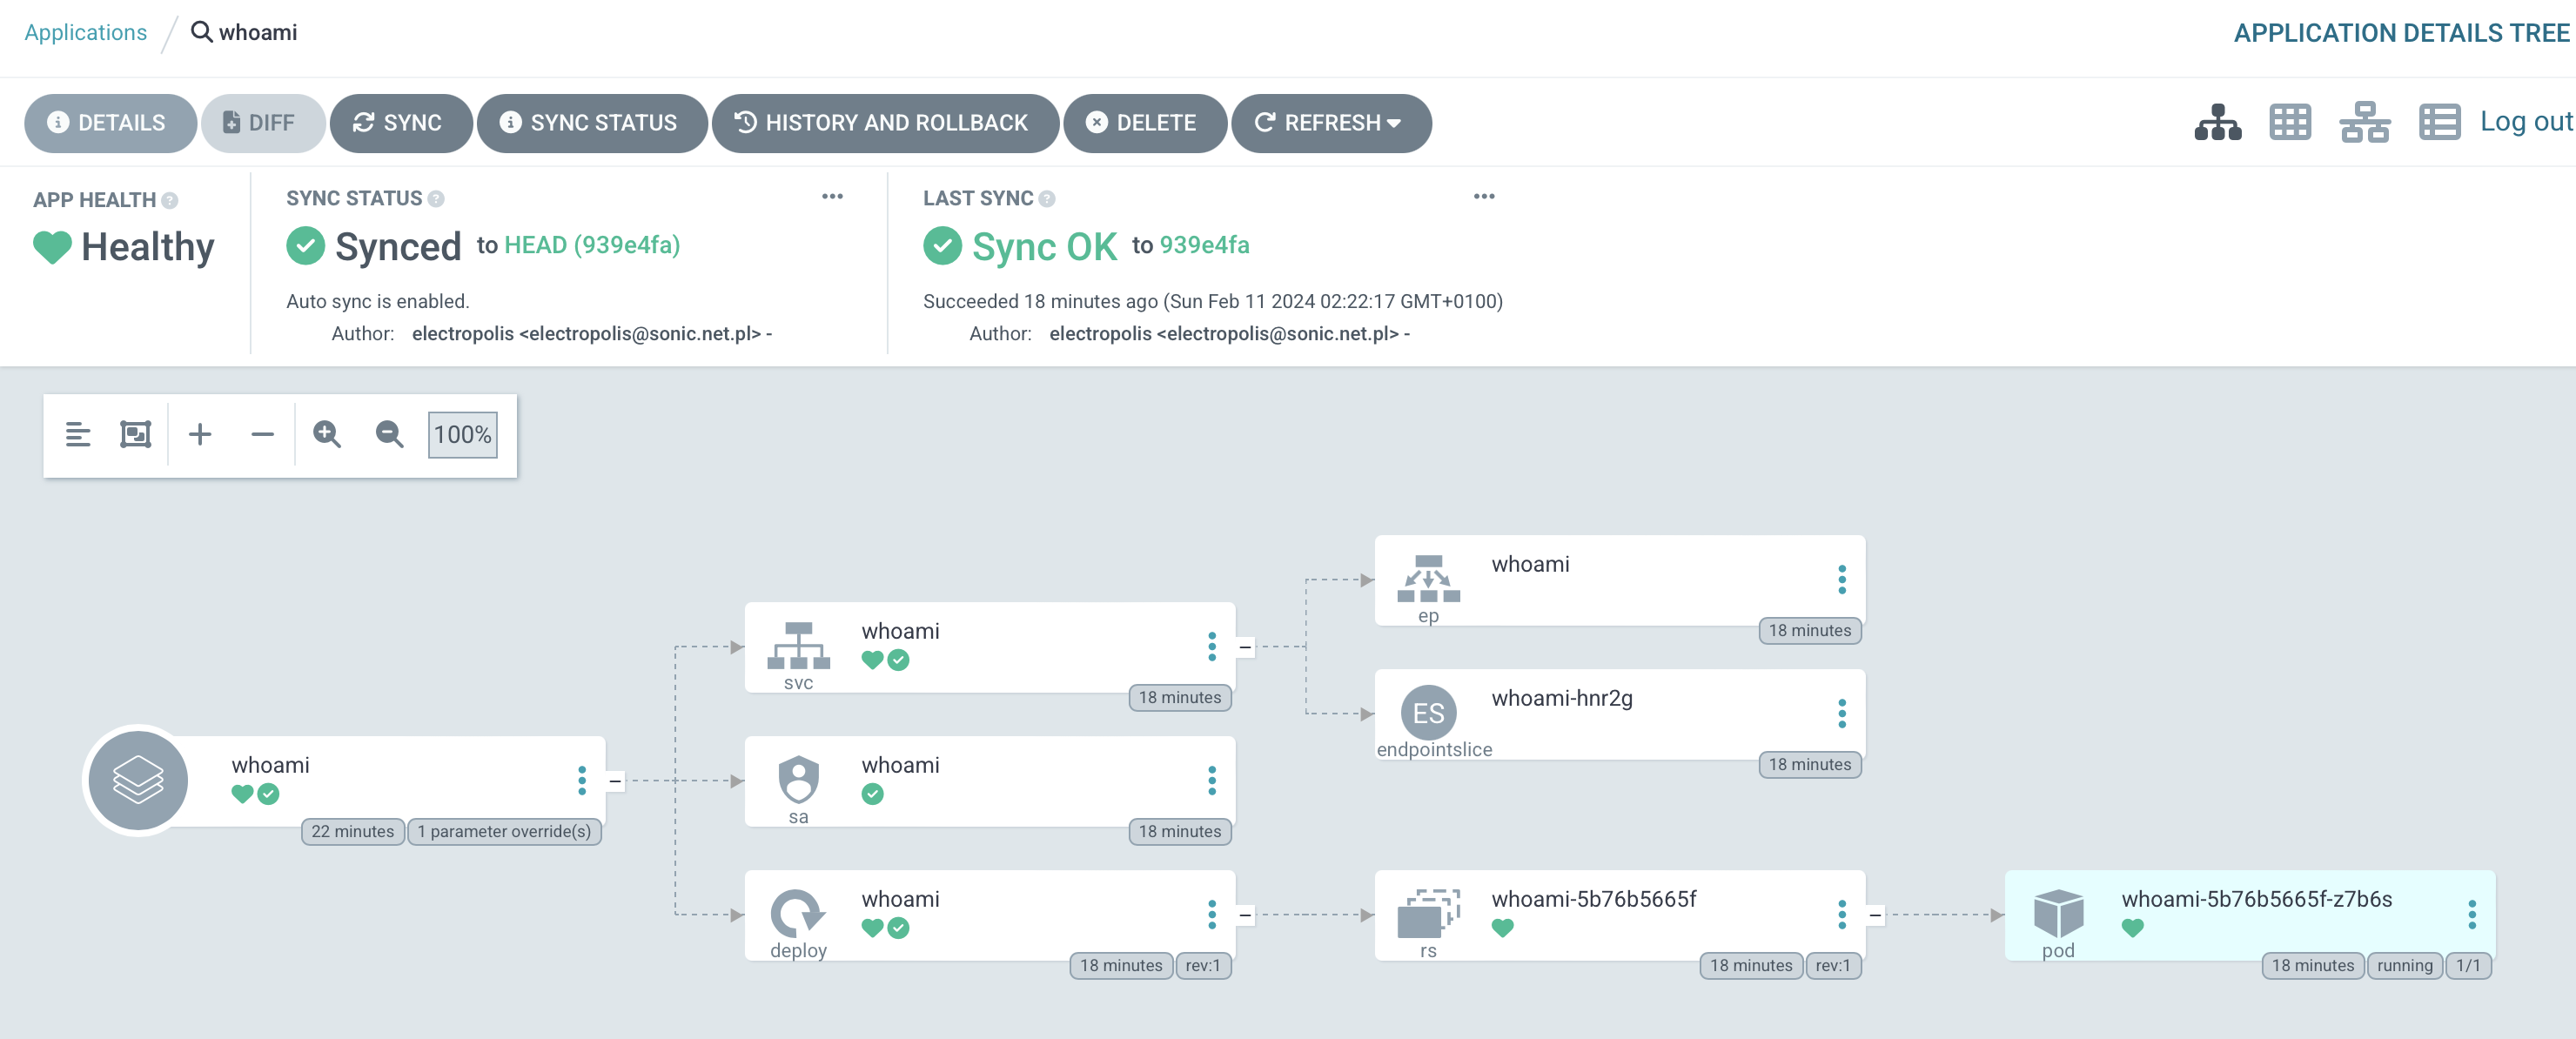 Applications / whoami
APPLICATION DETAILS TREE
DETAILS
DIFF
SYNC
SYNC STATUS
HISTORY AND ROLLBACK
DELETE
REFRESH
Log out
APP HEALTH ?
Healthy
SYNC STATUS ?
Synced to HEAD (939e4fa)
Auto sync is enabled.
Author: electropolis <electropolis@sonic.net.pl> -
LAST SYNC ?
Sync OK to 939e4fa
Succeeded 18 minutes ago (Sun Feb 11 2024 02:22:17 GMT+0100)
Author: electropolis <electropolis@sonic.net.pl> -
100%
whoami
22 minutes
1 parameter override(s)
whoami
svc
18 minutes
whoami
sa
18 minutes
whoami
deploy
18 minutes
rev:1
whoami
ep
18 minutes
ES
whoami-hnr2g
endpointslice
18 minutes
whoami-5b76b5665f
rs
18 minutes
rev:1
whoami-5b76b5665f-z7b6s
pod
18 minutes
running
1/1